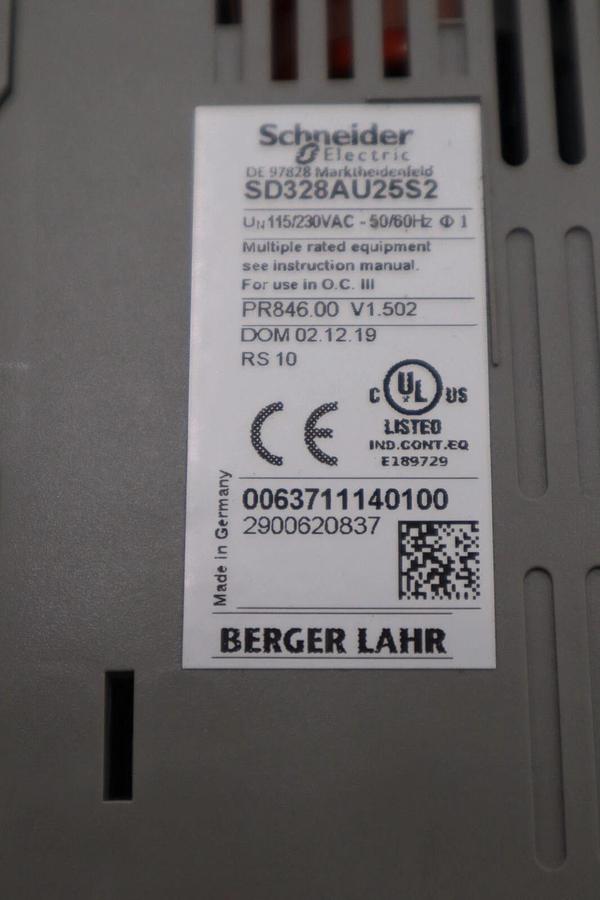 Schneider
Electric
DE 97828 Marktheidenfeld
SD328AU25S2
UN 115/230VAC - 50/60Hz Φ 1
Multiple rated equipment
see instruction manual.
For use in O.C. III
PR846.00 V1.502
DOM 02.12.19
RS 10
C UL US
LISTED
IND.CONT.EQ
E189729
CE
0063711140100
2900620837
Made in Germany
BERGER LAHR